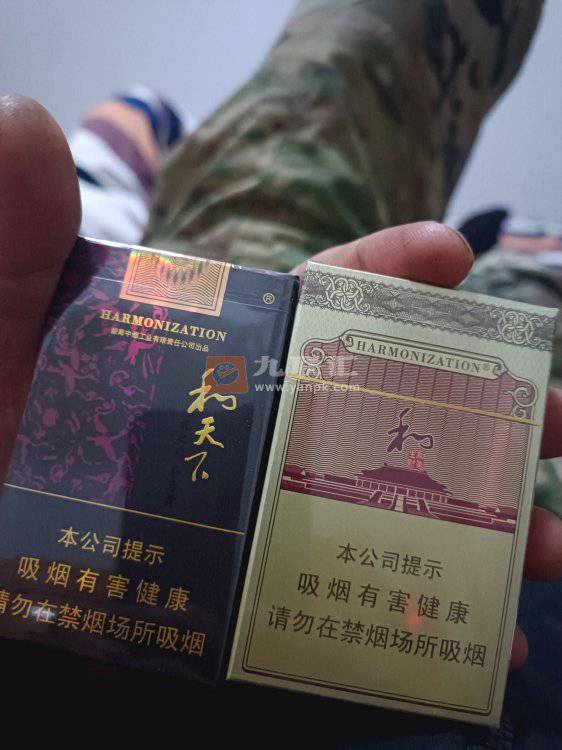 HARMONIZATION
®
湖南中烟工业有限责任公司出品
和天下
本公司提示
吸烟有害健康
请勿在禁烟场所吸烟
HARMONIZATION®
和
本公司提示
吸烟有害健康
请勿在禁烟场所吸烟
www.yanpk.com